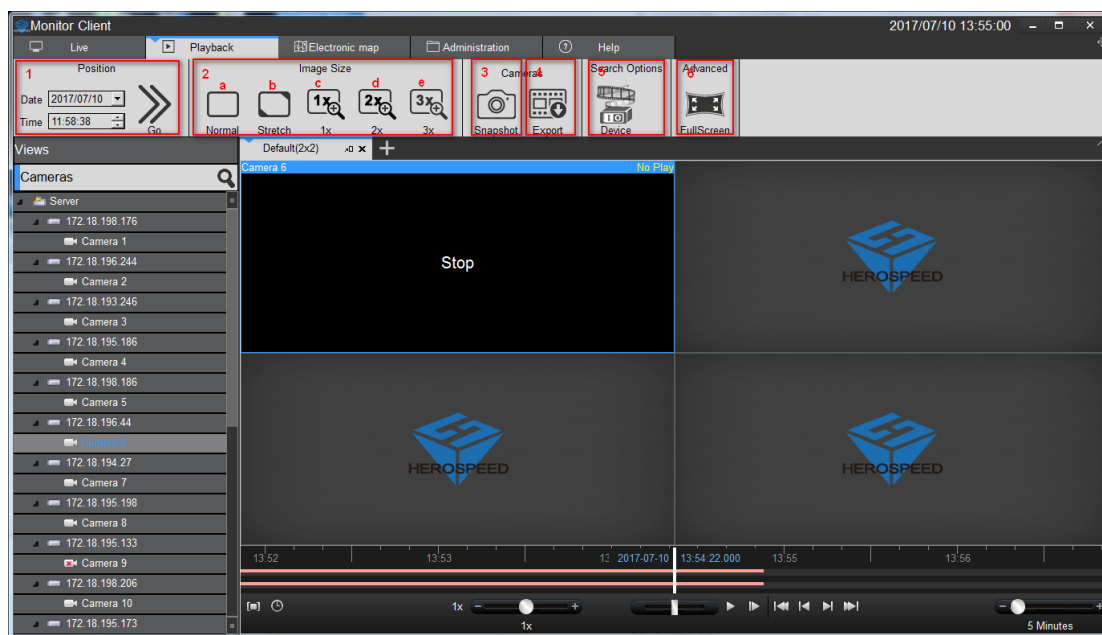 Monitor Client 2017/07/10 13:55:00
Live Playback Electronic map Administration Help
1 Position 2 Image Size 3 Cameras 4 5 Search Options Advanced 6
a b c d e
Date 2017/07/10 1x 2x 3x
Time 11:58:38 Go Normal Stretch 1x 2x 3x Snapshot Export Device FullScreen
Views Default(2x2)
Cameras Camera 6 No Play
Server
172.18.198.176
Camera 1
172.18.196.244 Stop HEROSPEED
Camera 2
172.18.193.246
Camera 3
172.18.195.186
Camera 4
172.18.198.186
Camera 5
172.18.196.44
Camera 6
172.18.194.27 HEROSPEED HEROSPEED
Camera 7
172.18.195.198
Camera 8
172.18.195.133 13:52 13:53 2017-07-10 13:54:22.000 13:55 13:56
Camera 9
172.18.198.206
Camera 10 1x
172.18.195.173 1x 5 Minutes